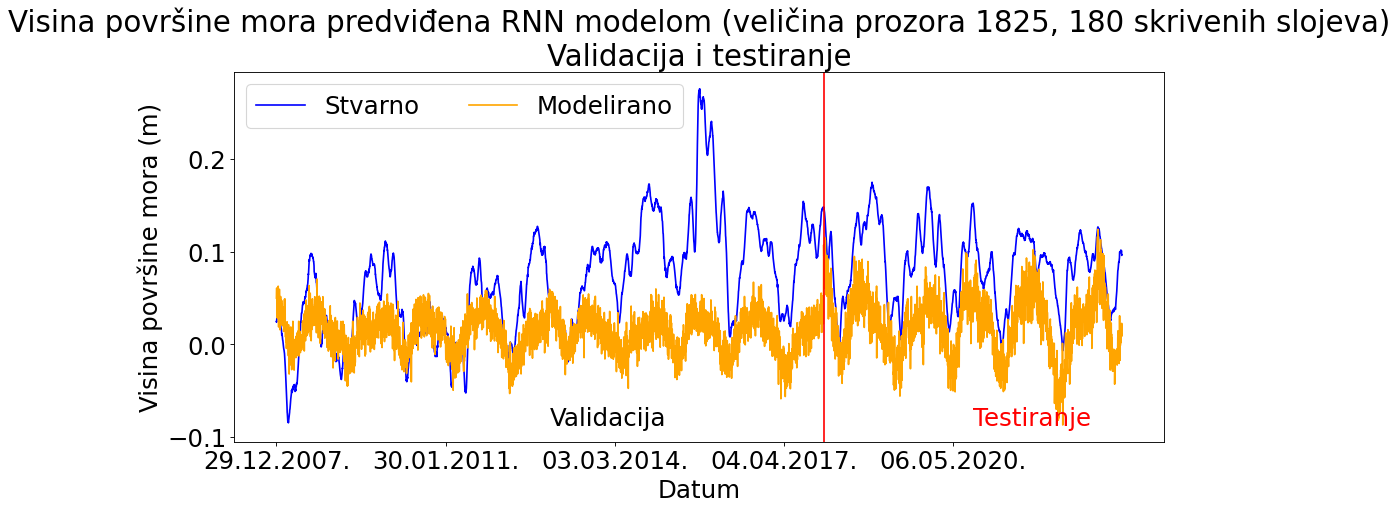 Visina površine mora predviđena RNN modelom (veličina prozora 1825, 180 skrivenih slojeva)
Validacija i testiranje
Stvarno
Modelirano
Visina površine mora (m)
0.2
0.1
0.0
−0.1
Validacija
Testiranje
29.12.2007.
30.01.2011.
03.03.2014.
04.04.2017.
06.05.2020.
Datum